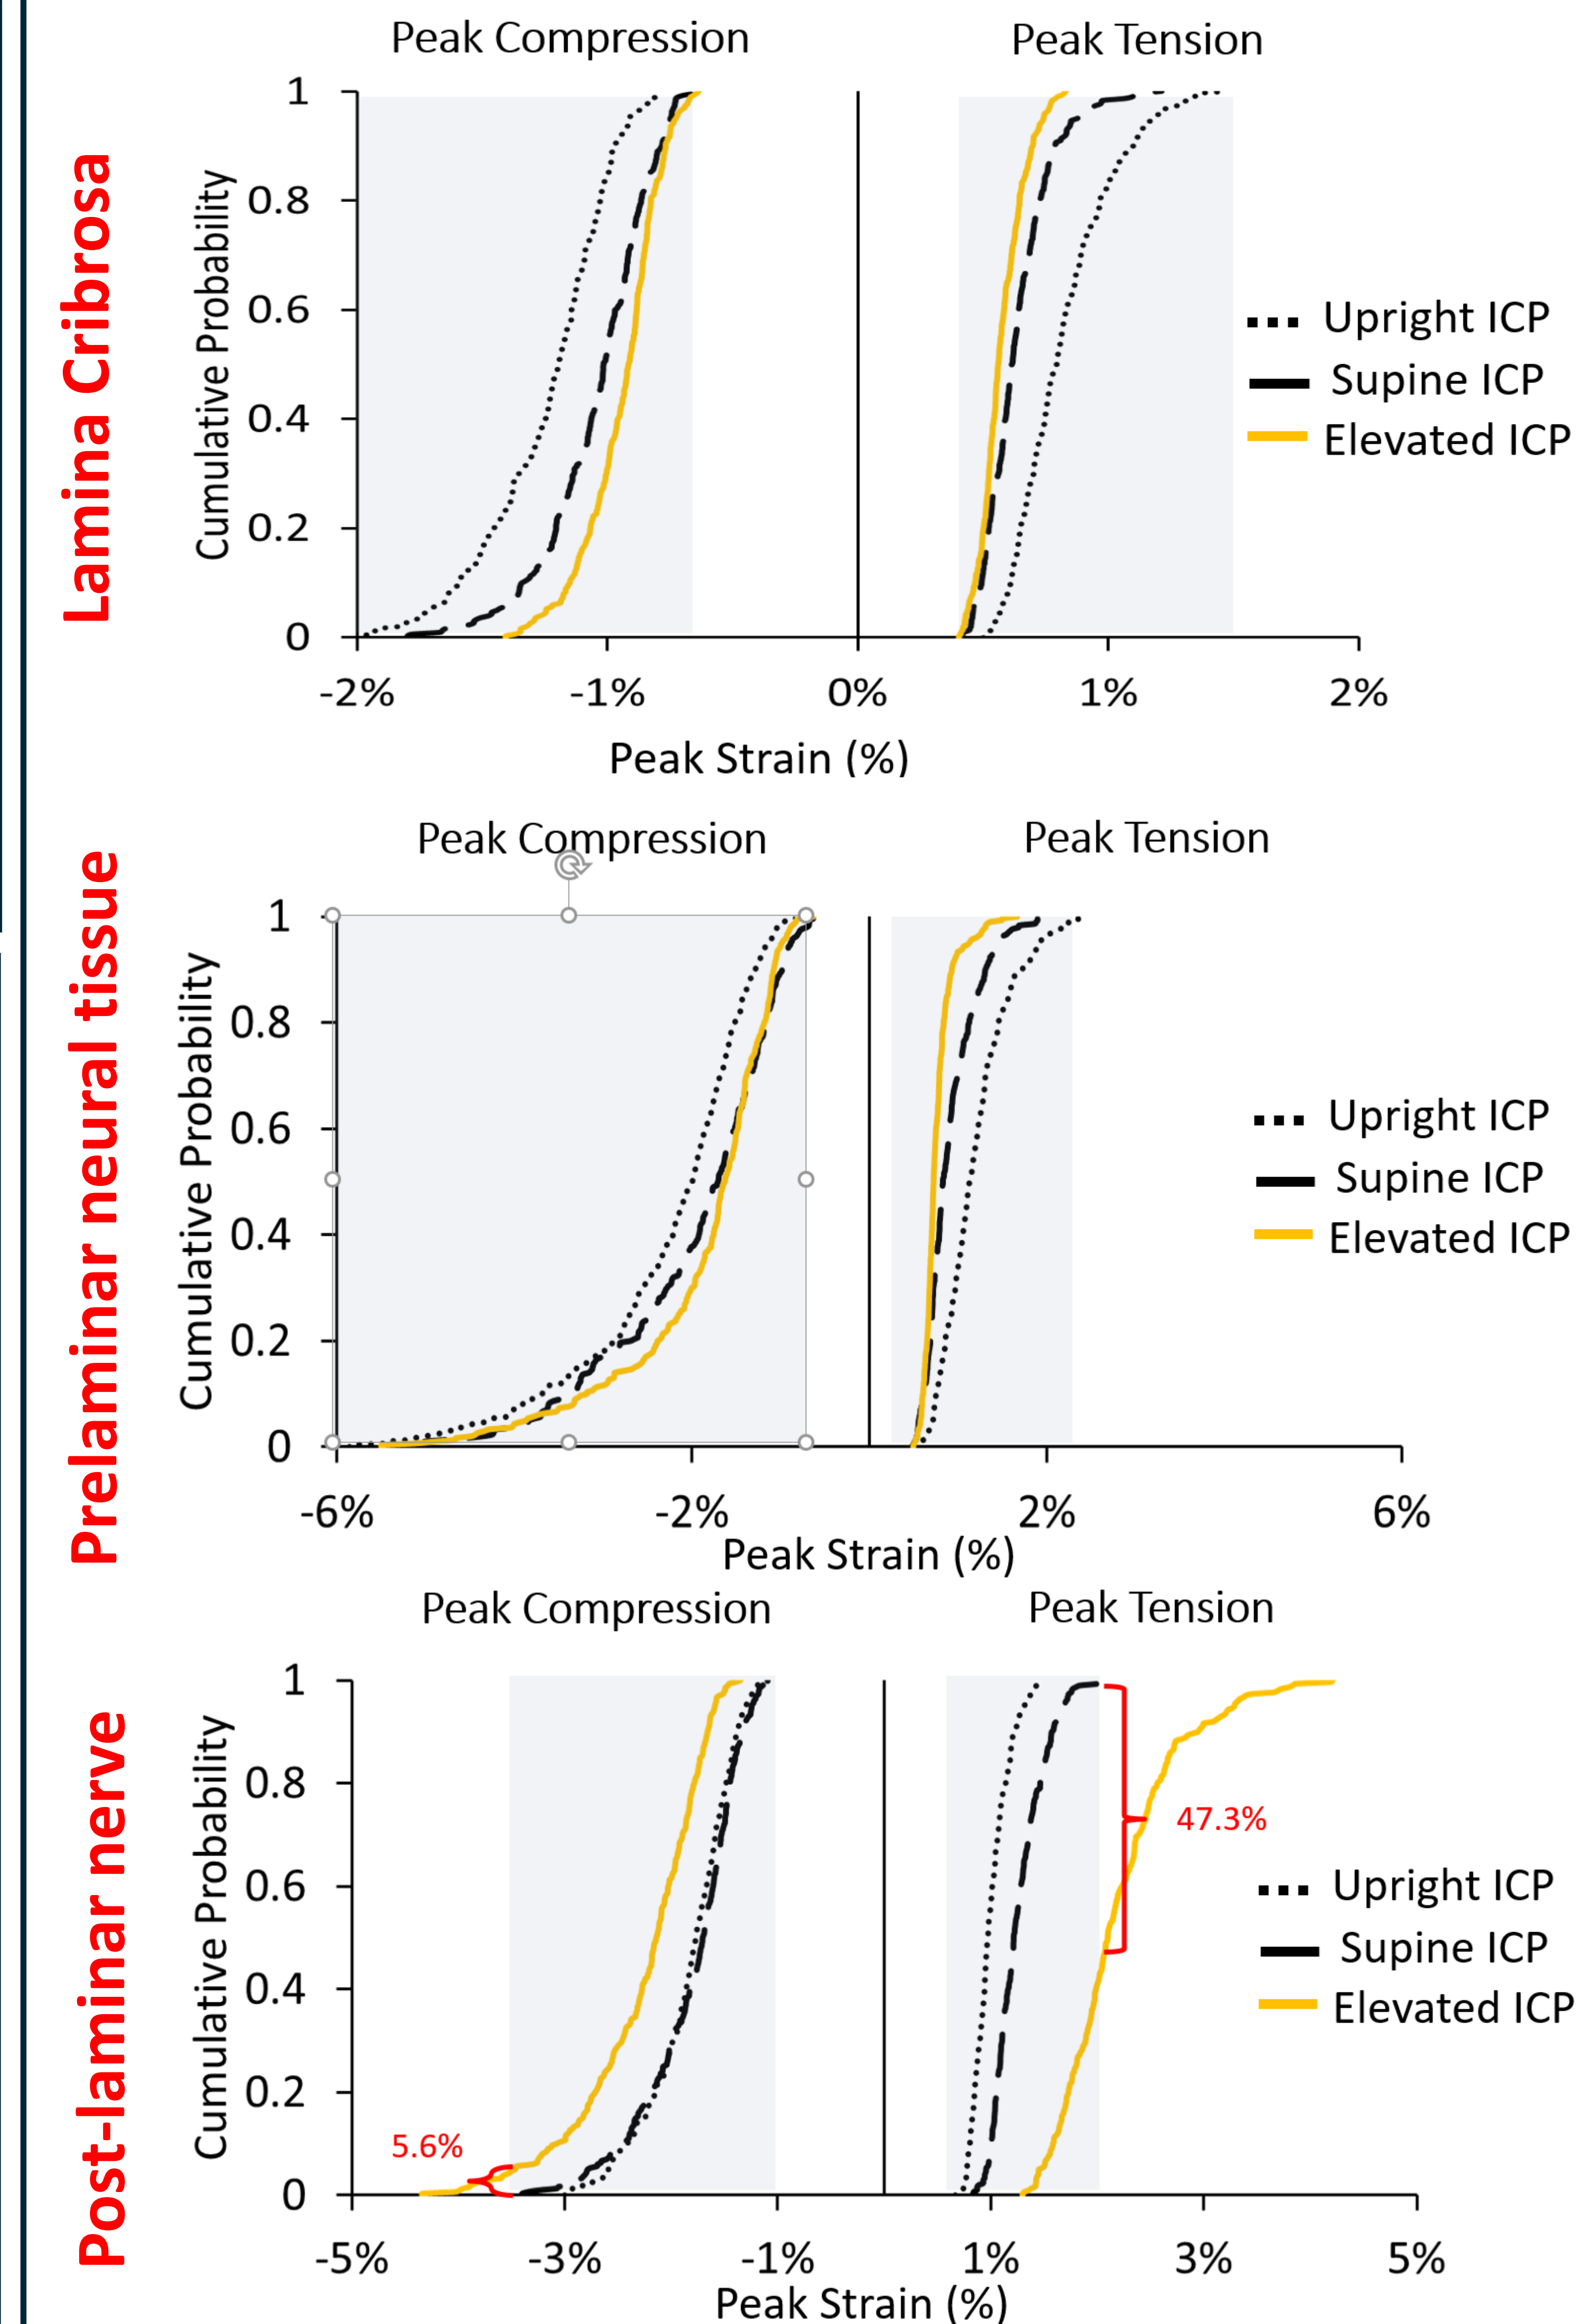 Lamina Cribrosa
Peak Compression
Peak Tension
Cumulative Probability
1
0.8
0.6
0.4
0.2
0
-2%
-1%
0%
1%
2%
Peak Strain (%)
Upright ICP
Supine ICP
Elevated ICP
Prelaminar neural tissue
Peak Compression
Peak Tension
Cumulative Probability
1
0.8
0.6
0.4
0.2
0
-6%
-2%
2%
6%
Peak Strain (%)
Upright ICP
Supine ICP
Elevated ICP
Post-laminar nerve
Peak Compression
Peak Tension
Cumulative Probability
1
0.8
0.6
0.4
0.2
0
5.6%
47.3%
-5%
-3%
-1%
1%
3%
5%
Peak Strain (%)
Upright ICP
Supine ICP
Elevated ICP